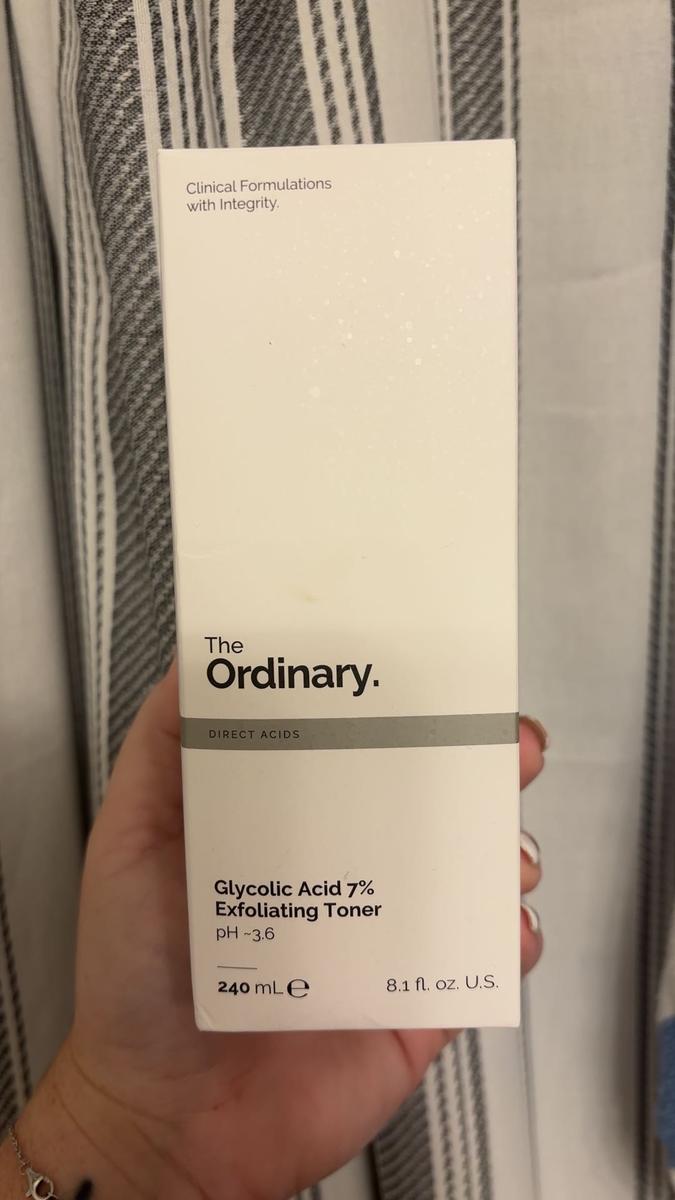 Clinical Formulations
with Integrity.
The
Ordinary.
DIRECT ACIDS
Glycolic Acid 7%
Exfoliating Toner
pH ~3.6
240 mL ℮ 8.1 fl. oz. U.S.